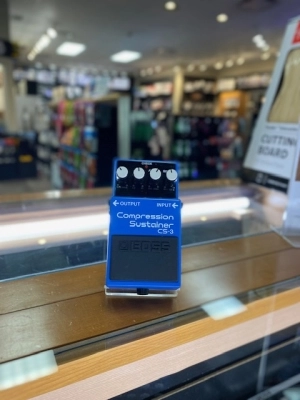 OUTPUT INPUT
Compression
Sustainer
CS-3
BOSS
CUTTING
BOARD